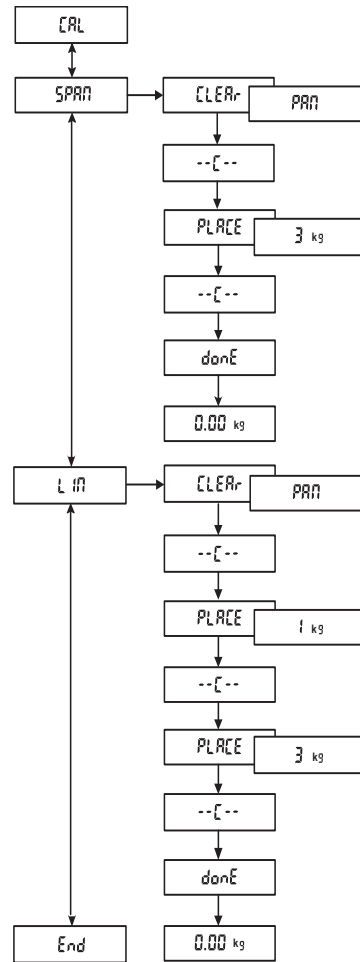 CAL
SPAN
CLEAr
PAN
--C--
PLACE
3 kg
--C--
donE
0.00 kg
LIN
CLEAr
PAN
--C--
PLACE
1 kg
--C--
PLACE
3 kg
--C--
donE
End
0.00 kg